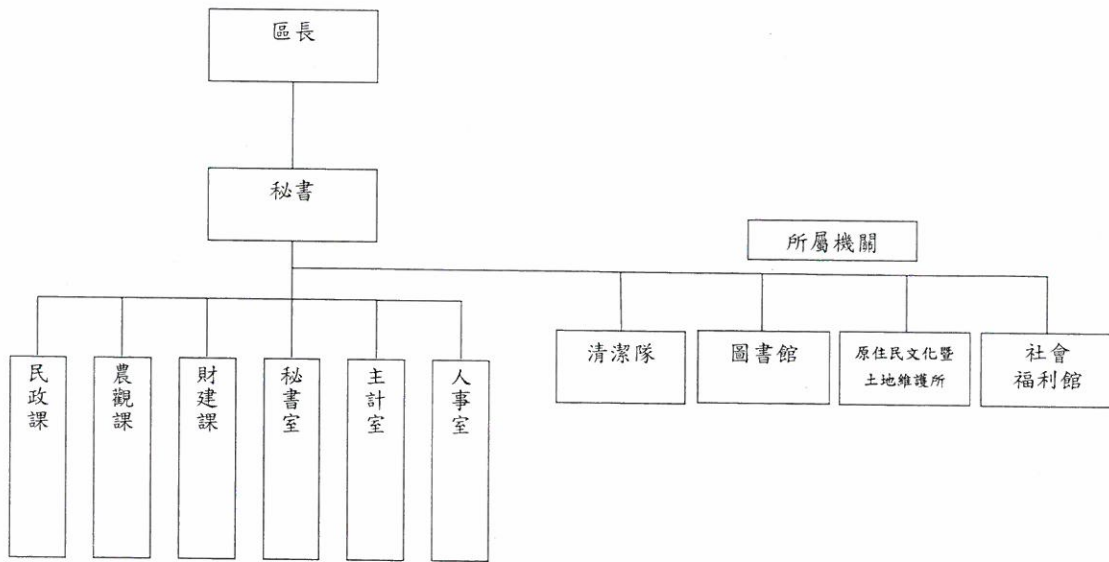 區長
秘書
所屬機關
民政課
農觀課
財建課
秘書室
主計室
人事室
清潔隊
圖書館
原住民文化暨
土地維護所
社會
福利館